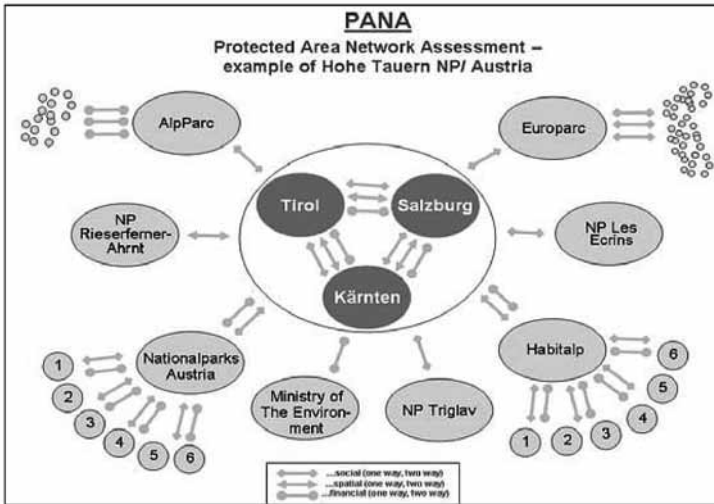 PANA
Protected Area Network Assessment –
example of Hohe Tauern NP/ Austria
AlpParc
Europarc
Tirol
Salzburg
NP
Rieserferner-
Ahrnt
NP Les
Ecrins
Kärnten
Nationalparks
Austria
Habitalp
Ministry of
The Environ-
ment
NP Triglav
1
2
3
4
5
6
1
2
3
4
5
6
...social (one way, two way)
...spatial (one way, two way)
.../financial (one way, two way)